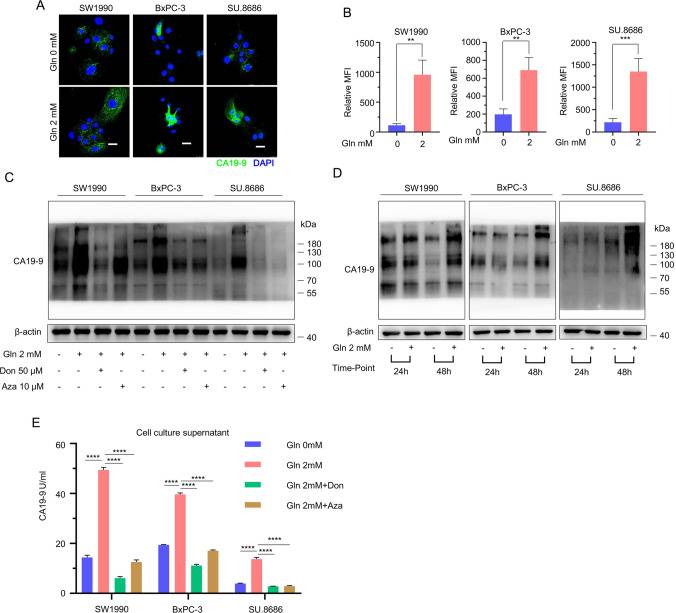 A
SW1990 BxPC-3 SU.8686
Gln 0 mM
Gln 2 mM
CA19-9 DAPI
B
SW1990 BxPC-3 SU.8686
** ** ***
Relative MFI Relative MFI Relative MFI
1500 1000 2000
1000 800 1500
600 1000
500 400 500
200
0 0 0
Gln mM 0 2 Gln mM 0 2 Gln mM 0 2
C
SW1990 BxPC-3 SU.8686
kDa
180
130
CA19-9 100
70
55
β-actin
40
Gln 2 mM - + + + - + + + - + + +
Don 50 μM - - + - - - + - - - + -
Aza 10 μM - - - + - - - + - - - +
D
SW1990 BxPC-3 SU.8686
kDa
180
130
CA19-9 100
70
55
β-actin
40
Gln 2 mM - + - + - + - + - + - +
Time-Point 24h 48h 24h 48h 24h 48h
E
Cell culture supernatant
CA19-9 U/ml
60
40
20
0
**** **** ****
**** **** ****
**** **** ****
SW1990 BxPC-3 SU.8686
Gln 0mM
Gln 2mM
Gln 2mM+Don
Gln 2mM+Aza